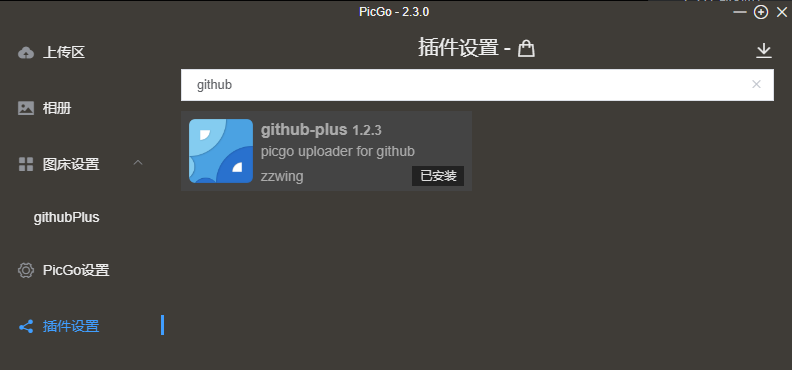 PicGo - 2.3.0
上传区
相册
图床设置
githubPlus
PicGo设置
插件设置
插件设置 -
github
github-plus 1.2.3
picgo uploader for github
zzwing
已安装